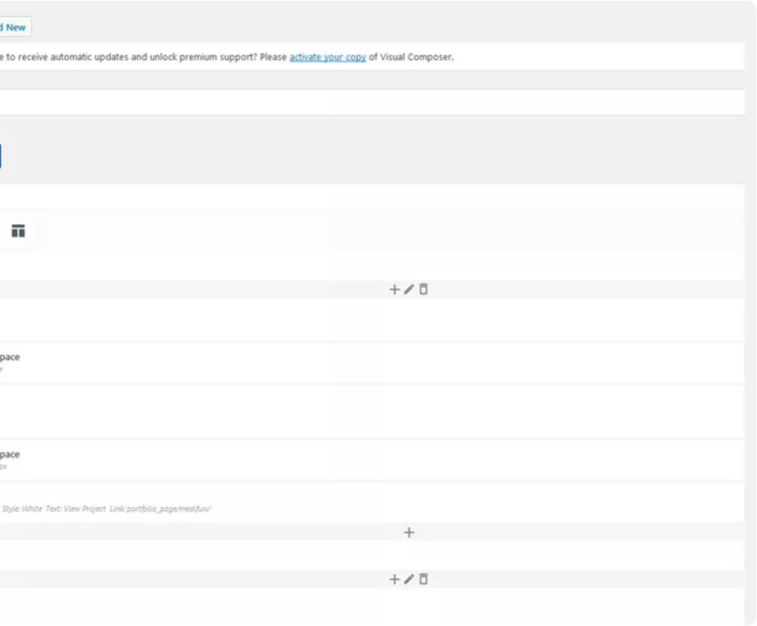 d New
e to receive automatic updates and unlock premium support? Please activate your copy of Visual Composer.
pace
pace
Style: White Text: View Project Link: portfolio_page/medifun/